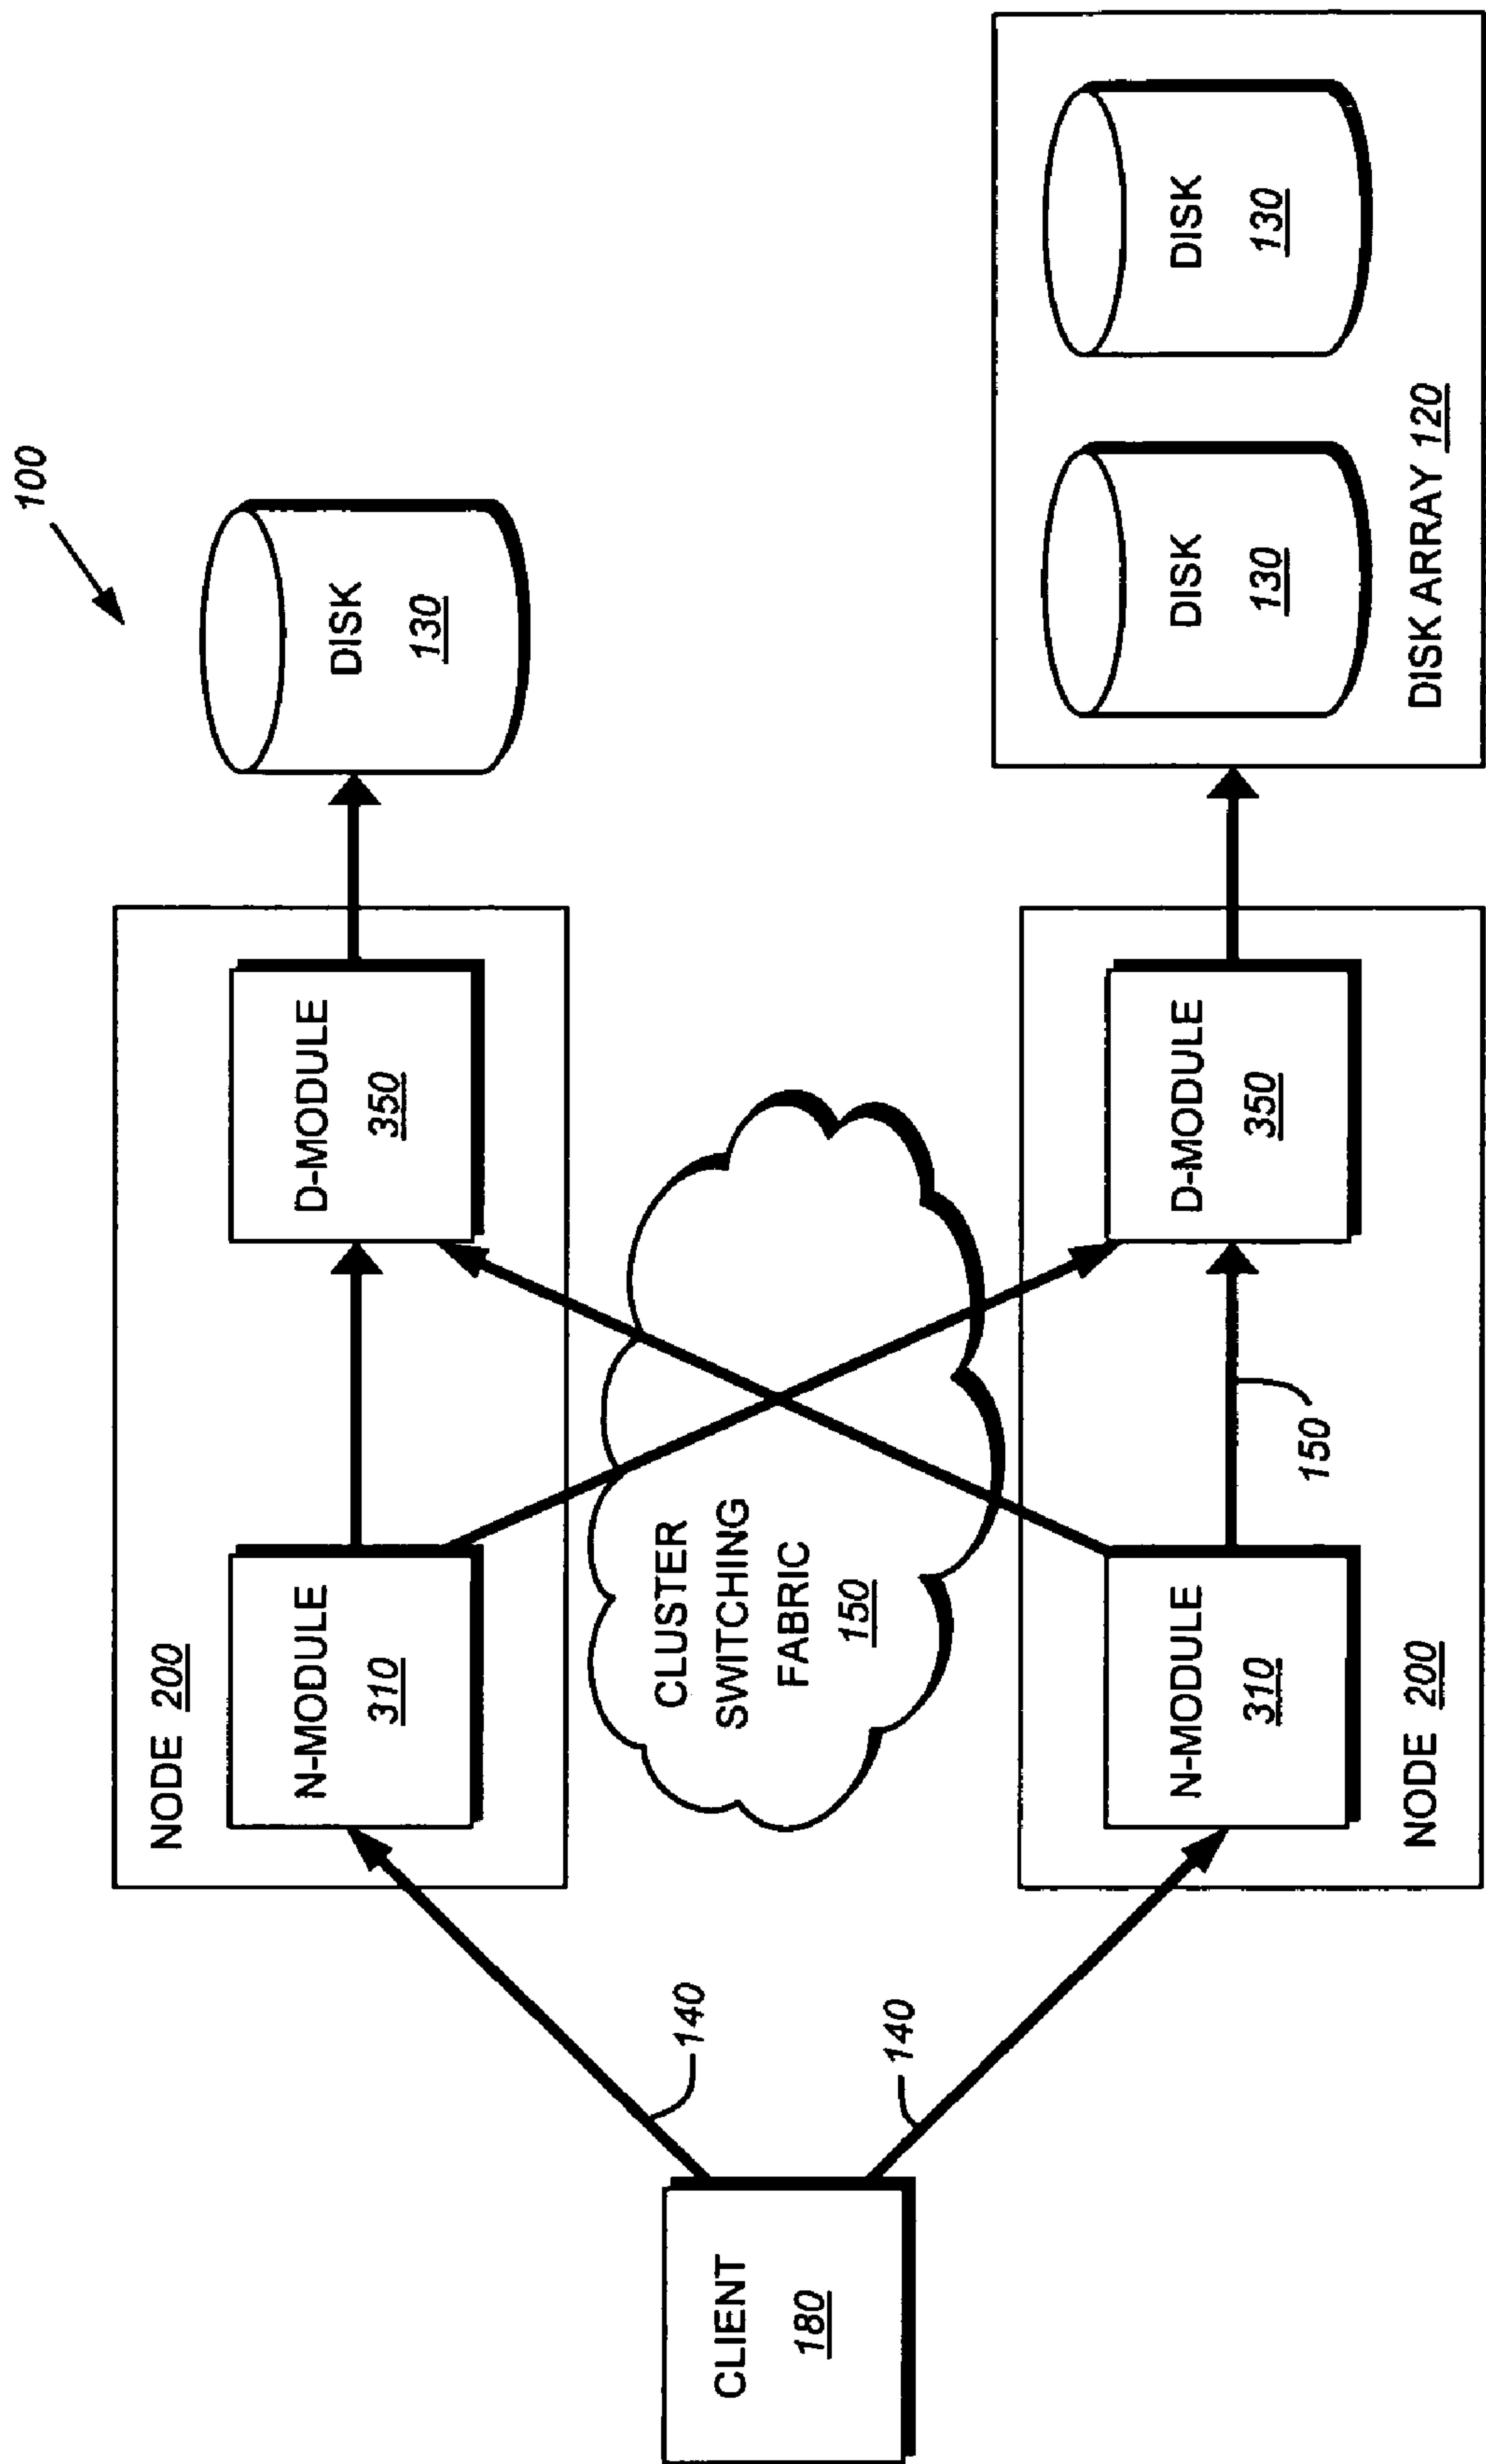 100
NODE 200
N-MODULE
310
D-MODULE
350
DISK
130
CLIENT
180
140
140
CLUSTER
SWITCHING
FABRIC
150
N-MODULE
310
150
D-MODULE
350
NODE 200
DISK
130
DISK
130
DISK ARRAY 120